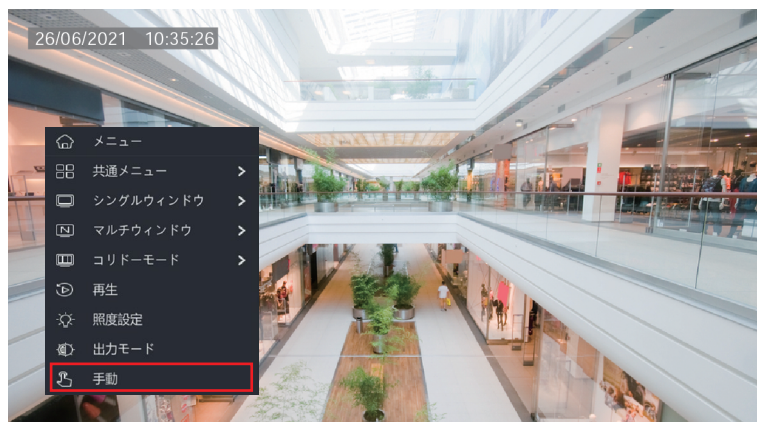 26/06/2021 10:35:26
メニュー
共通メニュー
シングルウィンドウ
マルチウィンドウ
コリドーモード
再生
照度設定
出力モード
手動